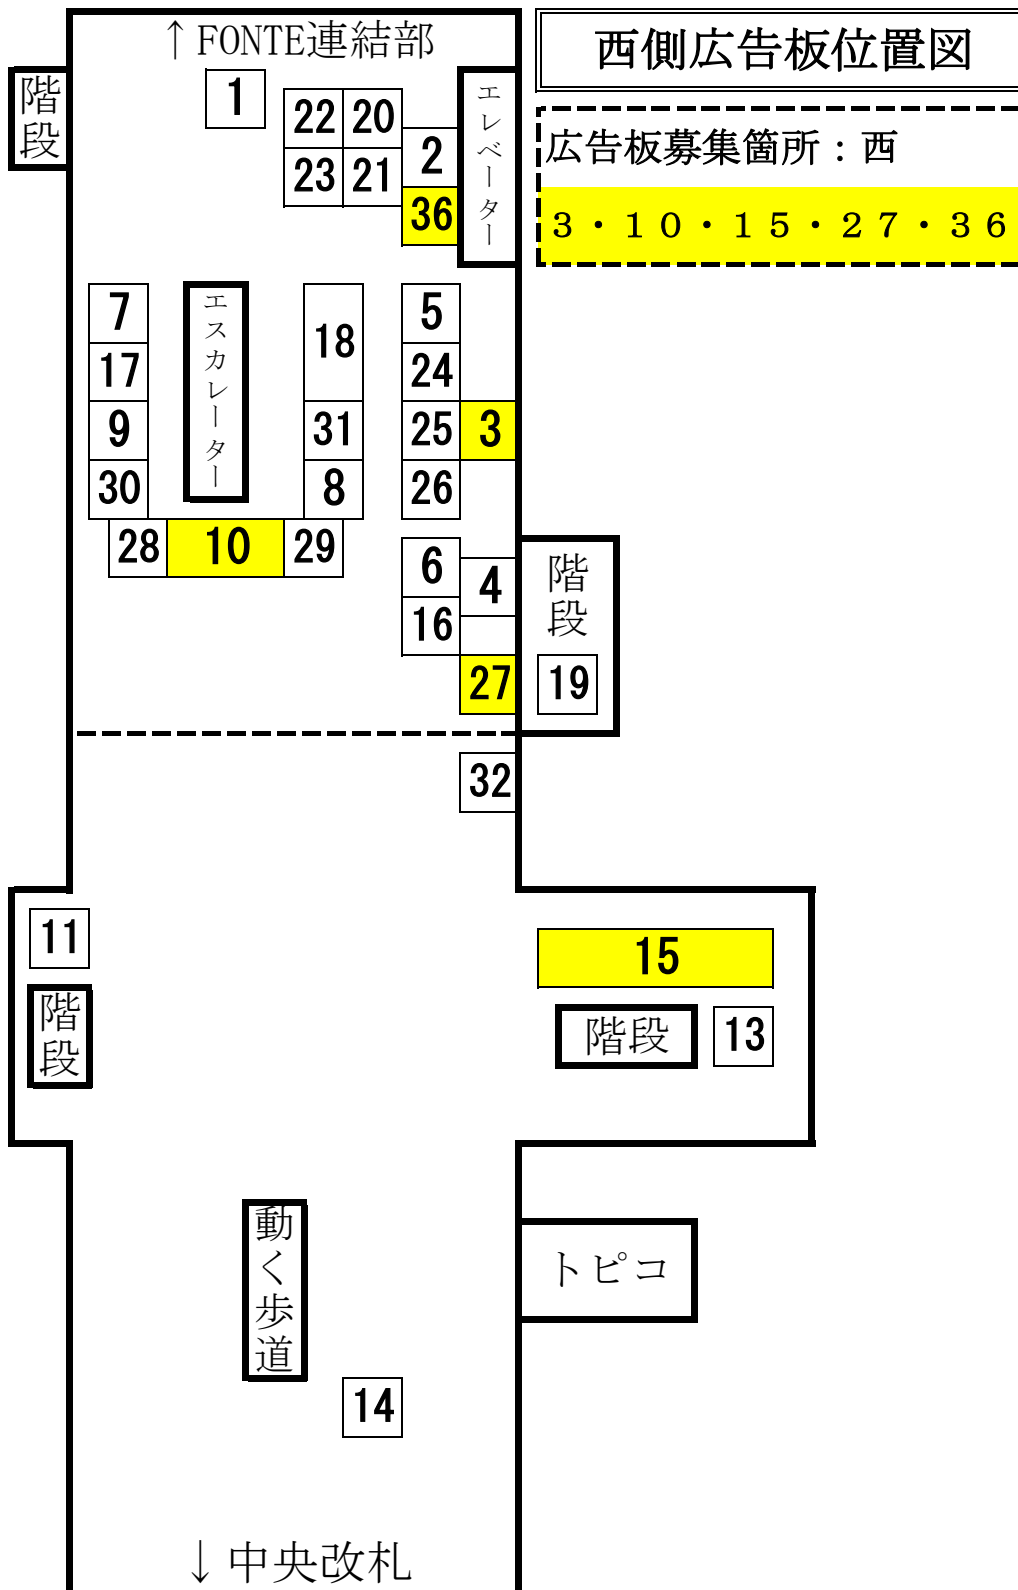 ↑FONTE連結部
西側広告板位置図
階段
1
22 20
エレベーター
2
23 21
36
広告板募集箇所：西
３・１０・１５・２７・３６
7
エスカレーター
18
5
17
24
9
31
25
3
30
8
26
28
10
29
6
4
階段
16
27
19
32
11
15
階段
階段
13
動く歩道
トピコ
14
↓中央改札